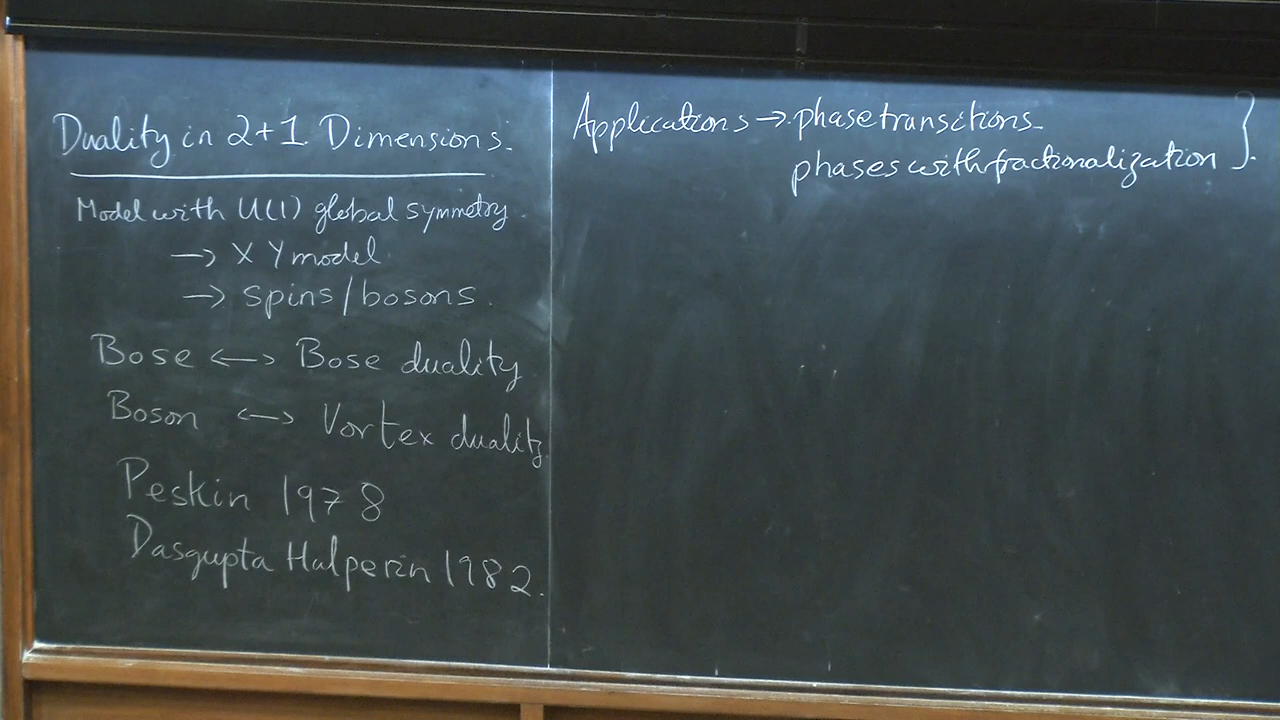 Duality in 2+1 Dimensions.
Model with U(1) global symmetry.
→ XY model.
→ spins/bosons.
Bose ↔ Bose duality
Boson ↔ Vortex duality
Peskin 1978
Dasgupta Halperin 1982.
Applications → phase transitions
phases with fractionalization }